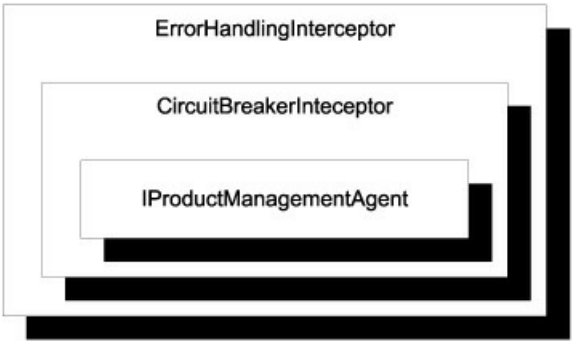 ErrorHandlingInterceptor
CircuitBreakerInteceptor
IProductManagementAgent